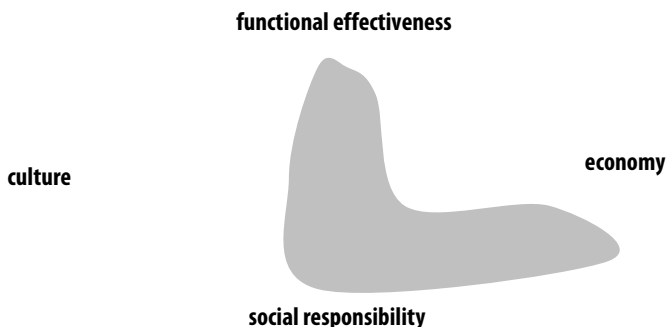 functional effectiveness
economy
culture
social responsibility